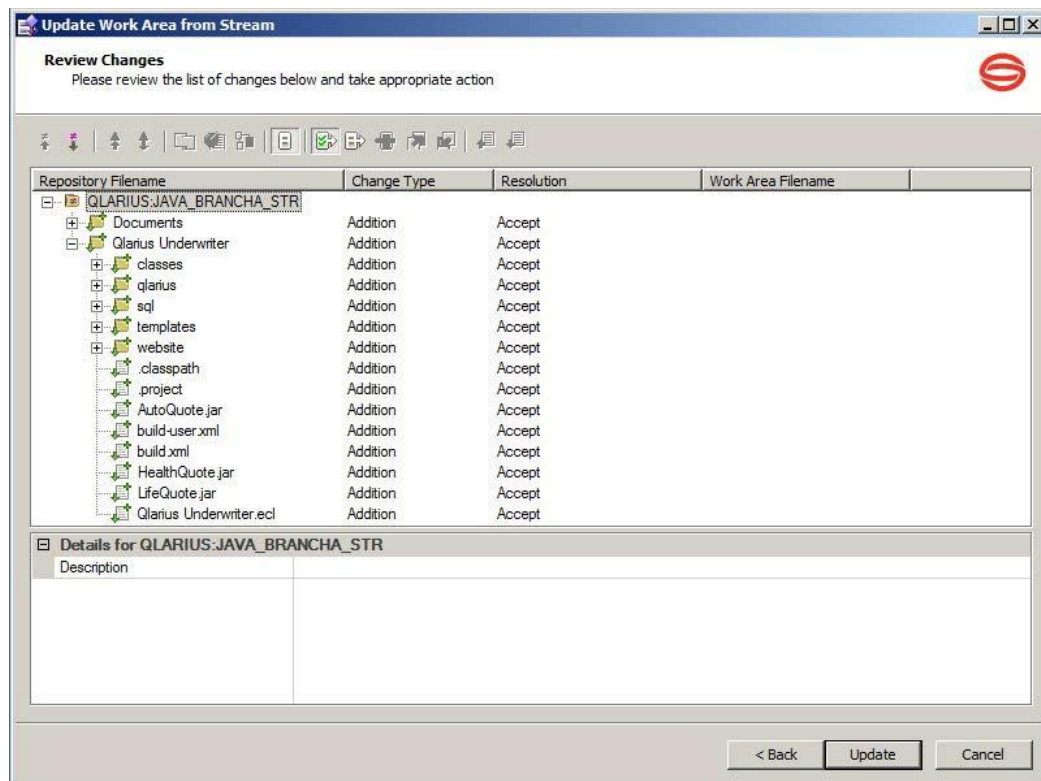 Update Work Area from Stream
Review Changes
Please review the list of changes below and take appropriate action
Repository Filename Change Type Resolution Work Area Filename
QLARIUS:JAVA_BRANCHA_STR
Documents Addition Accept
Qlarius Underwriter Addition Accept
classes Addition Accept
qlarius Addition Accept
sql Addition Accept
templates Addition Accept
website Addition Accept
.classpath Addition Accept
.project Addition Accept
AutoQuote.jar Addition Accept
build-user.xml Addition Accept
build.xml Addition Accept
HealthQuote.jar Addition Accept
LifeQuote.jar Addition Accept
Qlarius Underwriter.ecl Addition Accept
Details for QLARIUS:JAVA_BRANCHA_STR
Description
< Back Update Cancel